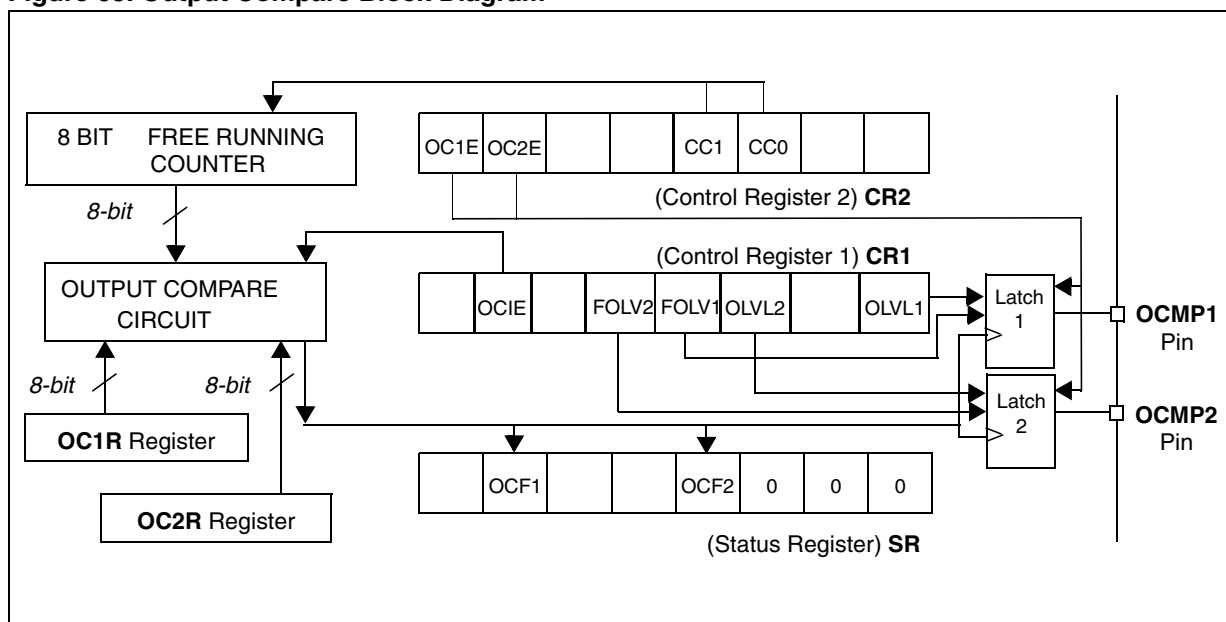 Figure Output Compare Block Diagram
8 BIT FREE RUNNING
COUNTER
8-bit
OC1E OC2E CC1 CC0
(Control Register 2) CR2
(Control Register 1) CR1
OUTPUT COMPARE
CIRCUIT
OCIE FOLV2 FOLV1 OLVL2 OLVL1
Latch
1
OCMP1
Pin
8-bit
8-bit
Latch
2
OCMP2
Pin
OC1R Register
OCF1 OCF2 0 0 0
OC2R Register
(Status Register) SR